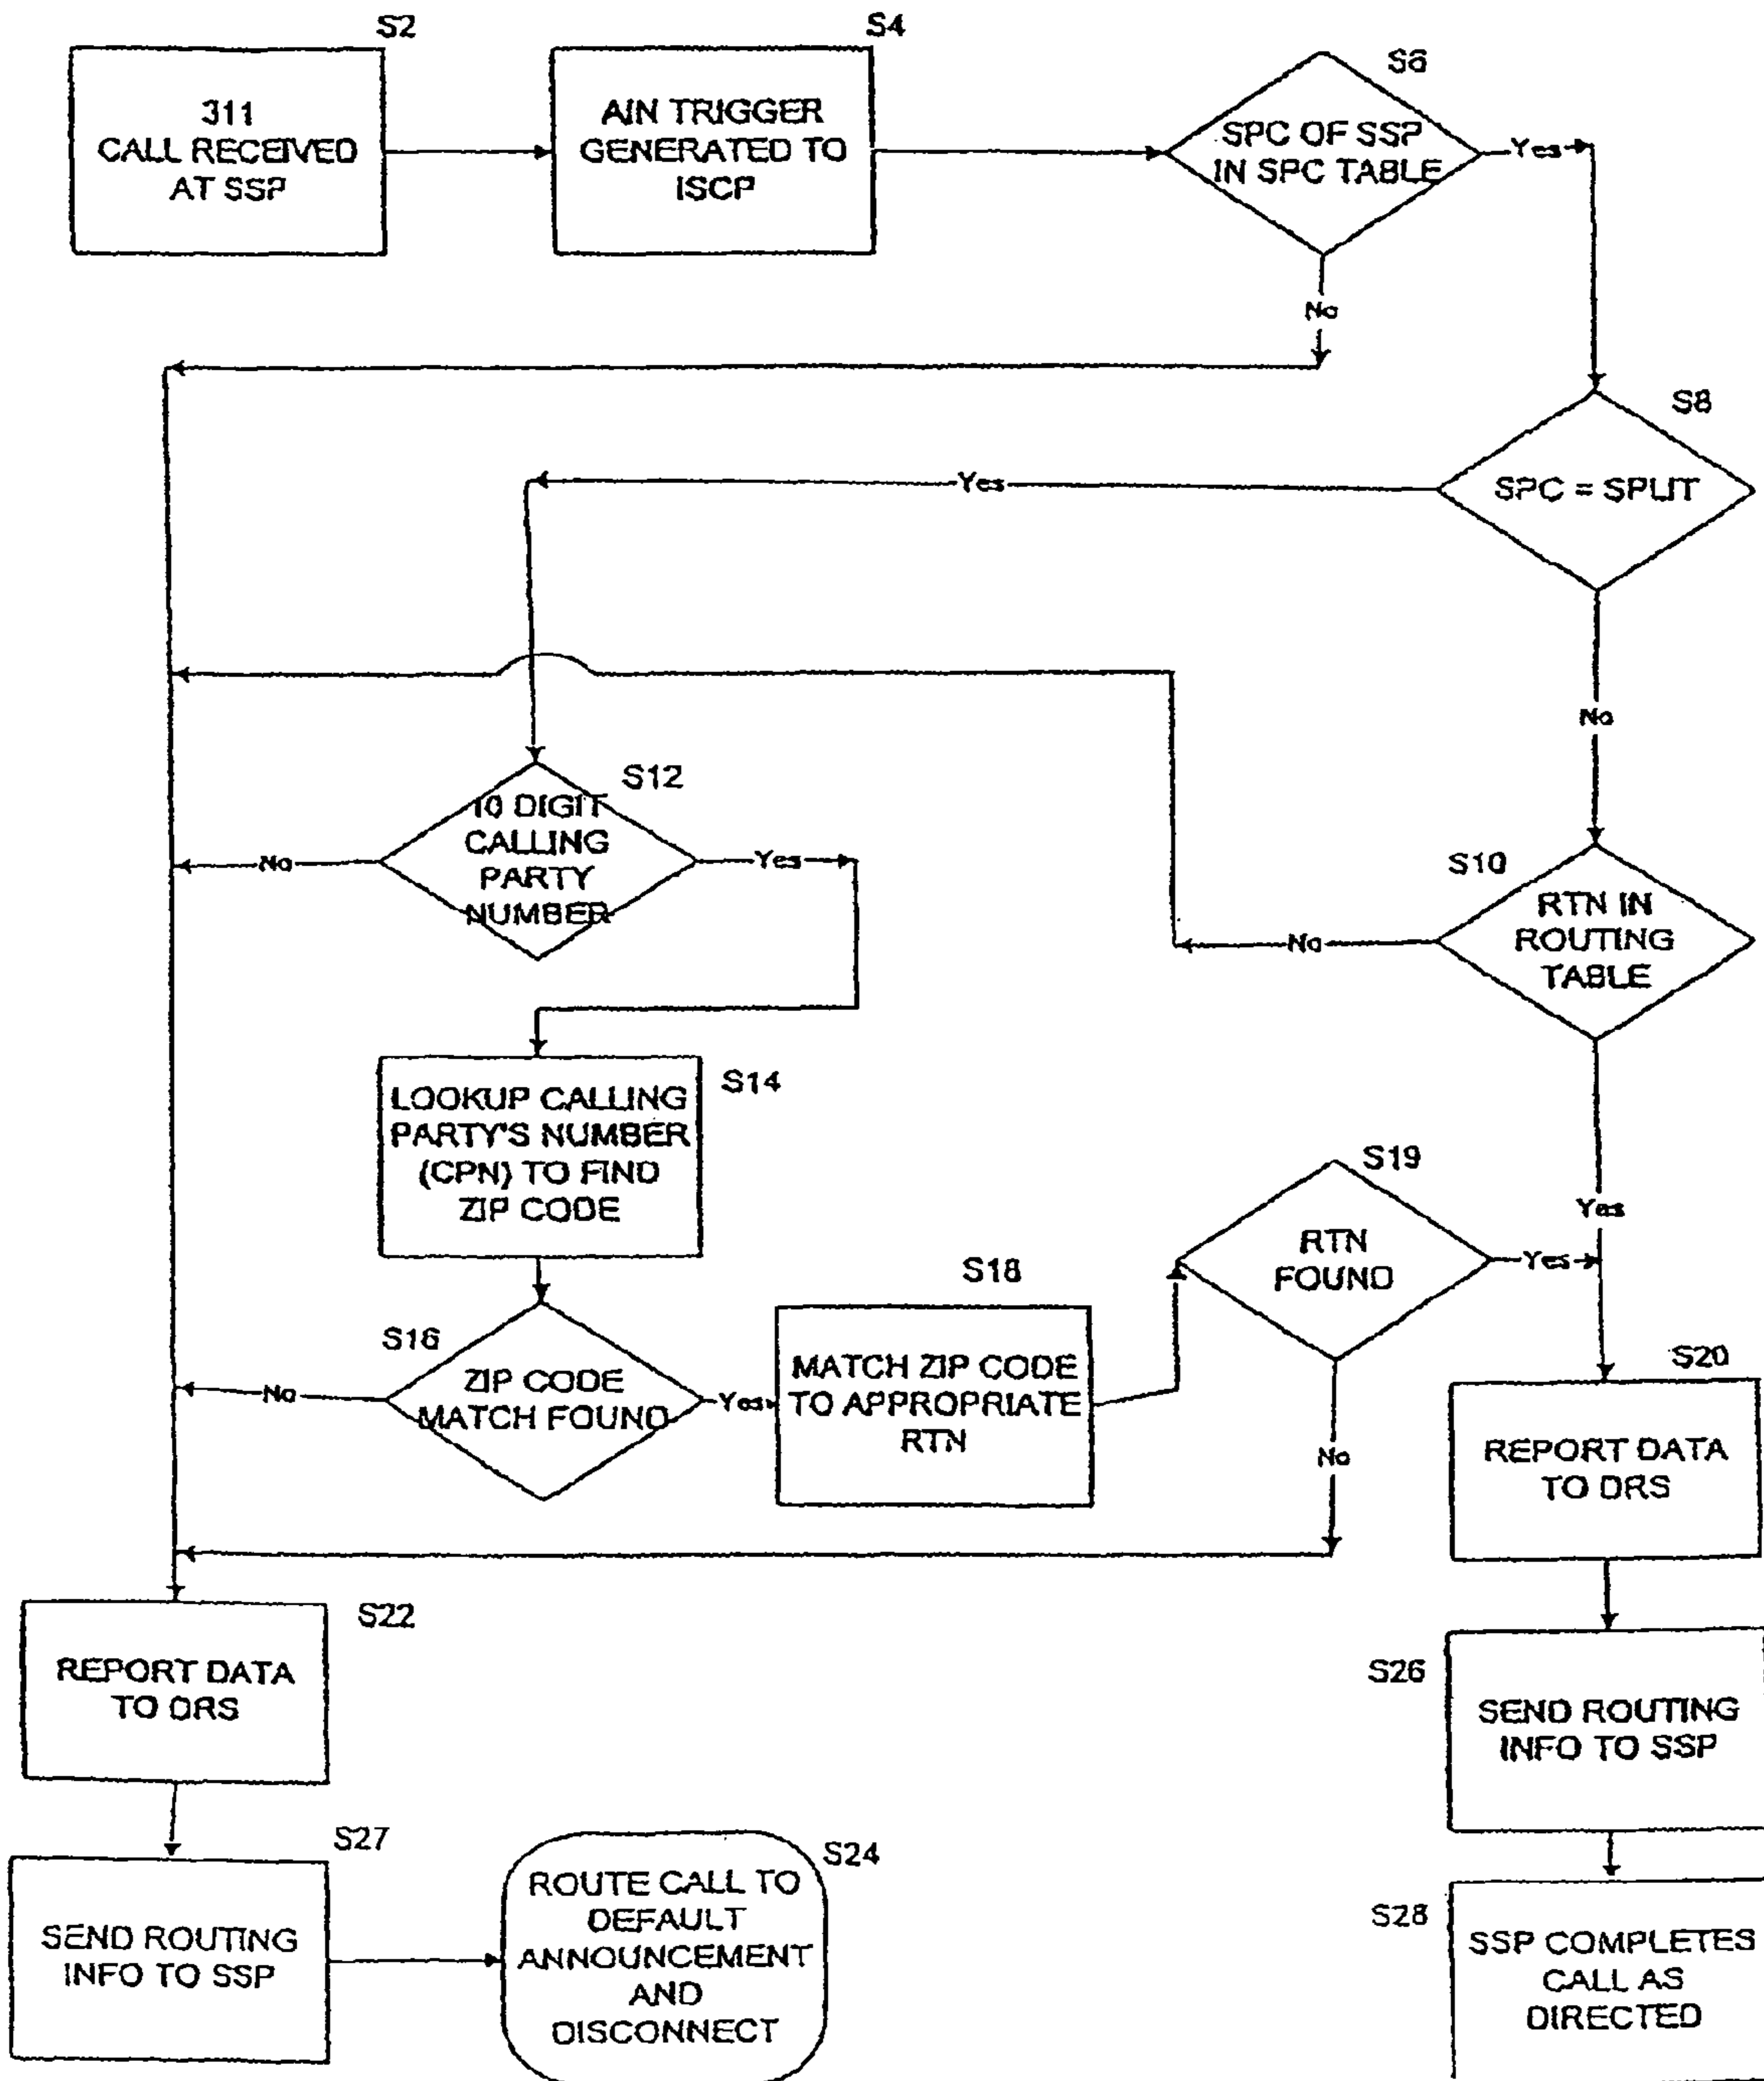 S2
311
CALL RECEIVED
AT SSP
S4
AIN TRIGGER
GENERATED TO
ISCP
S6
SPC OF SSP
IN SPC TABLE
Yes
No
S8
SPC = SPLIT
Yes
No
S12
10 DIGIT
CALLING
PARTY
NUMBER
No
Yes
S10
RTN IN
ROUTING
TABLE
No
Yes
S14
LOOKUP CALLING
PARTY'S NUMBER
(CPN) TO FIND
ZIP CODE
S16
ZIP CODE
MATCH FOUND
No
Yes
S18
MATCH ZIP CODE
TO APPROPRIATE
RTN
S19
RTN
FOUND
Yes
No
S20
REPORT DATA
TO DRS
S22
REPORT DATA
TO DRS
S26
SEND ROUTING
INFO TO SSP
S27
SEND ROUTING
INFO TO SSP
S24
ROUTE CALL TO
DEFAULT
ANNOUNCEMENT
AND
DISCONNECT
S28
SSP COMPLETES
CALL AS
DIRECTED